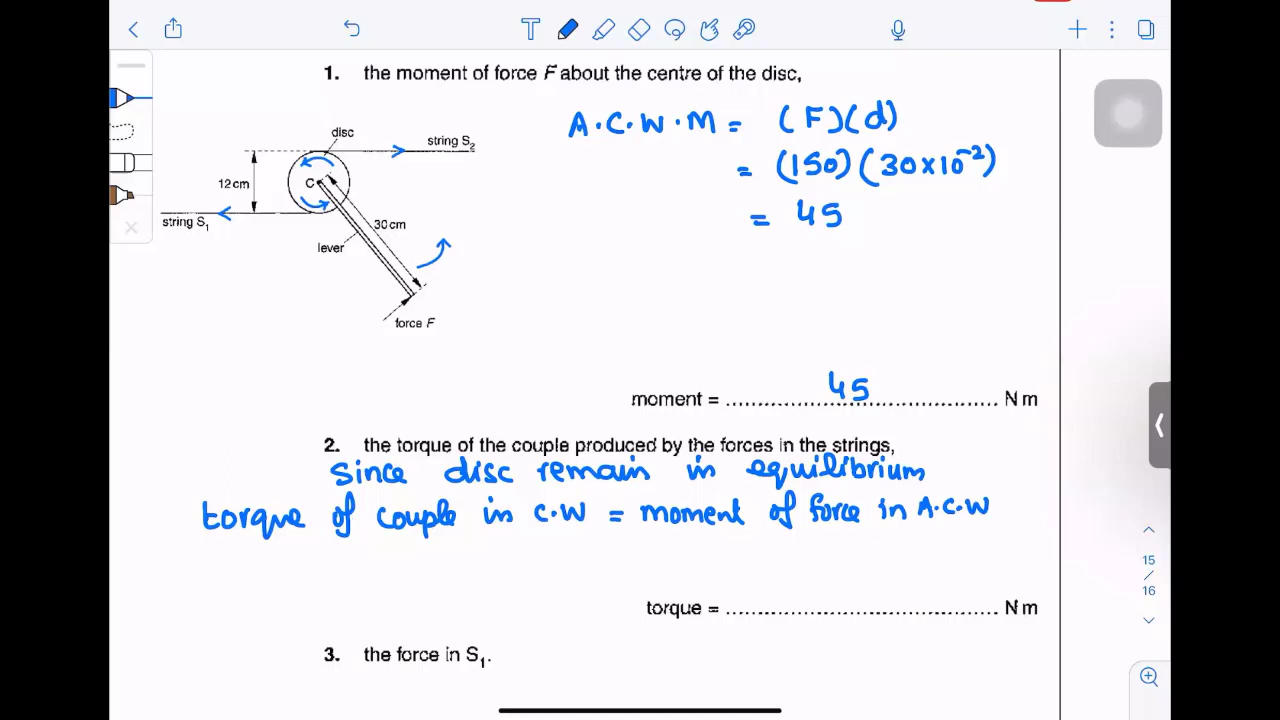 1. the moment of force F about the centre of the disc,
A.C.W.M = (F)(d)
= (150)(30×10⁻²)
= 45
disc
string S₂
12 cm
C
string S₁
30 cm
lever
force F
moment = .......... 45 .......... N m
2. the torque of the couple produced by the forces in the strings,
Since disc remain in equilibrium
torque of couple in C.W = moment of force in A.C.W
torque = .......... N m
3. the force in S₁.
15
/
16